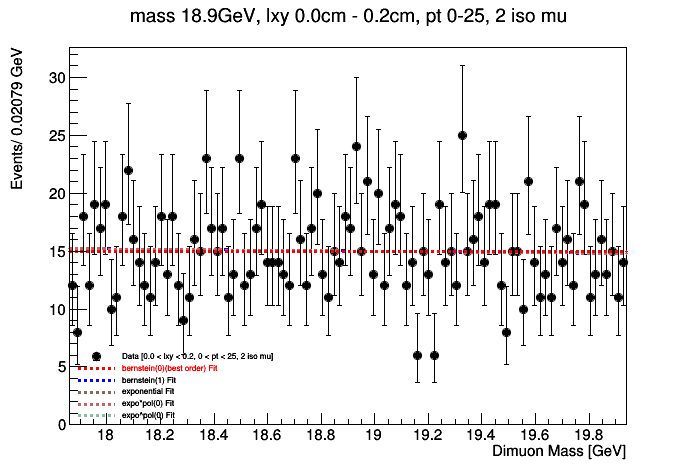 mass 18.9GeV, lxy 0.0cm - 0.2cm, pt 0-25, 2 iso mu
Events/ 0.02079 GeV
30
25
20
15
10
5
0
Data [0.0 < lxy < 0.2, 0 < pt < 25, 2 iso mu]
bernstein(0)(best order) Fit
bernstein(1) Fit
exponential Fit
expo*pol(0) Fit
expo^pol(0) Fit
18 18.2 18.4 18.6 18.8 19 19.2 19.4 19.6 19.8
Dimuon Mass [GeV]